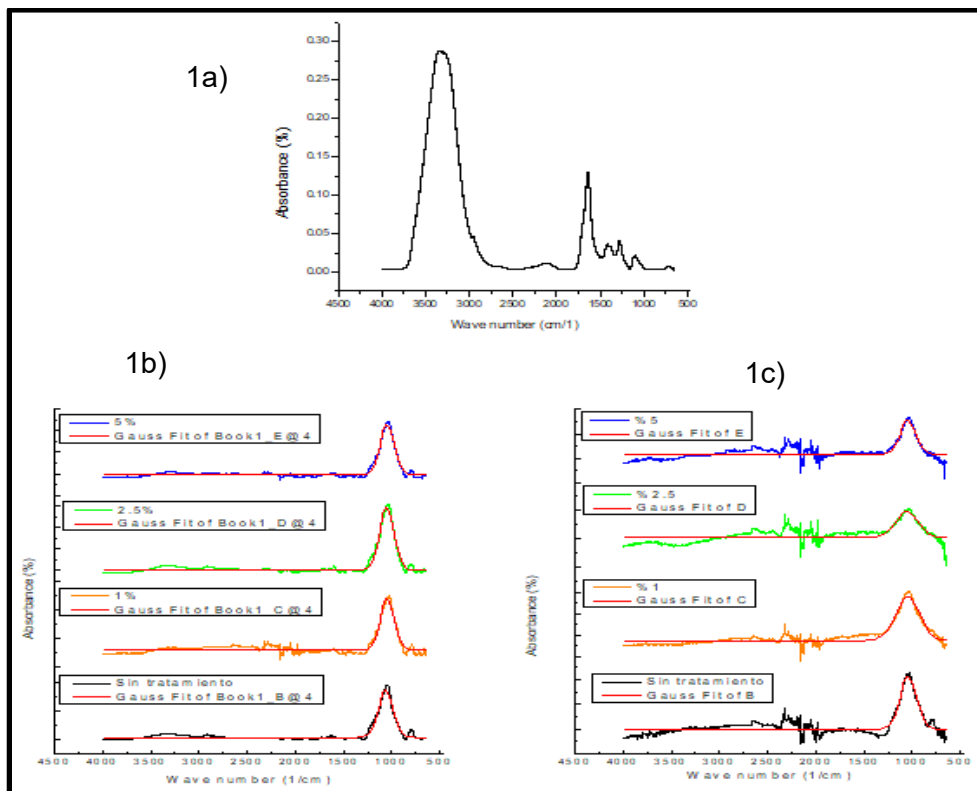 1a)
0.30
0.25
0.20
0.15
0.10
0.05
0.00
Absorbance (%)
4500 4000 3500 3000 2500 2000 1500 1000 500
Wave number (cm/1)
1b)
5%
Gauss Fit of Book1_E@4
2.5%
Gauss Fit of Book1_D@4
1%
Gauss Fit of Book1_C@4
Sin tratamiento
Gauss Fit of Book1_B@4
Absorbance (%)
4500 4000 3500 3000 2500 2000 1500 1000 500
Wave number (1/cm)
1c)
% 5
Gauss Fit of E
% 2.5
Gauss Fit of D
% 1
Gauss Fit of C
Sin tratamiento
Gauss Fit of B
Absorbance (%)
4500 4000 3500 3000 2500 2000 1500 1000 500
Wave number (1/cm)